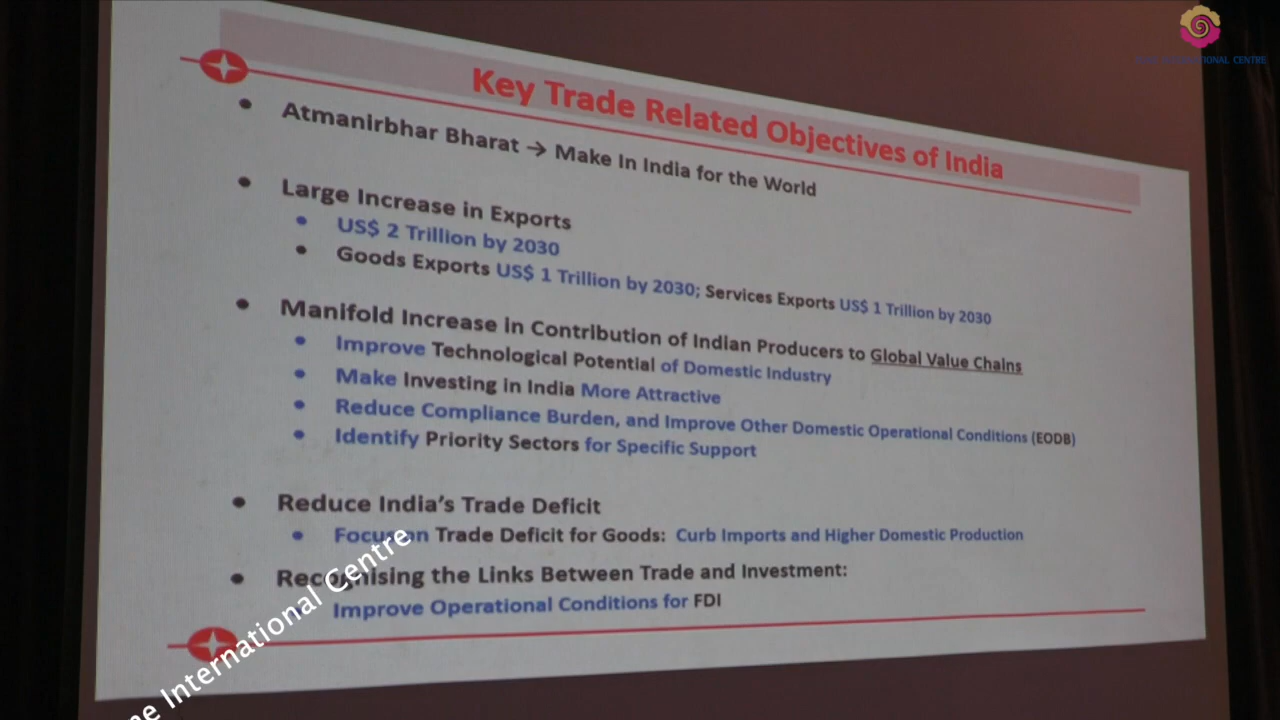 Key Trade Related Objectives of India
• Atmanirbhar Bharat → Make In India for the World
• Large Increase in Exports
• US$ 2 Trillion by 2030
• Goods Exports US$ 1 Trillion by 2030; Services Exports US$ 1 Trillion by 2030
• Manifold Increase in Contribution of Indian Producers to Global Value Chains
• Improve Technological Potential of Domestic Industry
• Make Investing in India More Attractive
• Reduce Compliance Burden, and Improve Other Domestic Operational Conditions (EODB)
• Identify Priority Sectors for Specific Support
• Reduce India's Trade Deficit
• Focus on Trade Deficit for Goods: Curb Imports and Higher Domestic Production
• Recognising the Links Between Trade and Investment:
• Improve Operational Conditions for FDI
International Centre
CENTRE